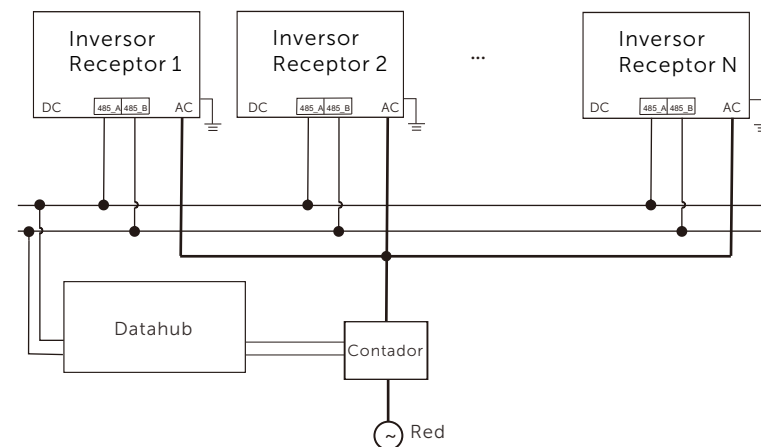 Inversor
Receptor 1
Inversor
Receptor 2
...
Inversor
Receptor N
DC
485_A
485_B
AC
DC
485_A
485_B
AC
DC
485_A
485_B
AC
Datahub
Contador
~
Red